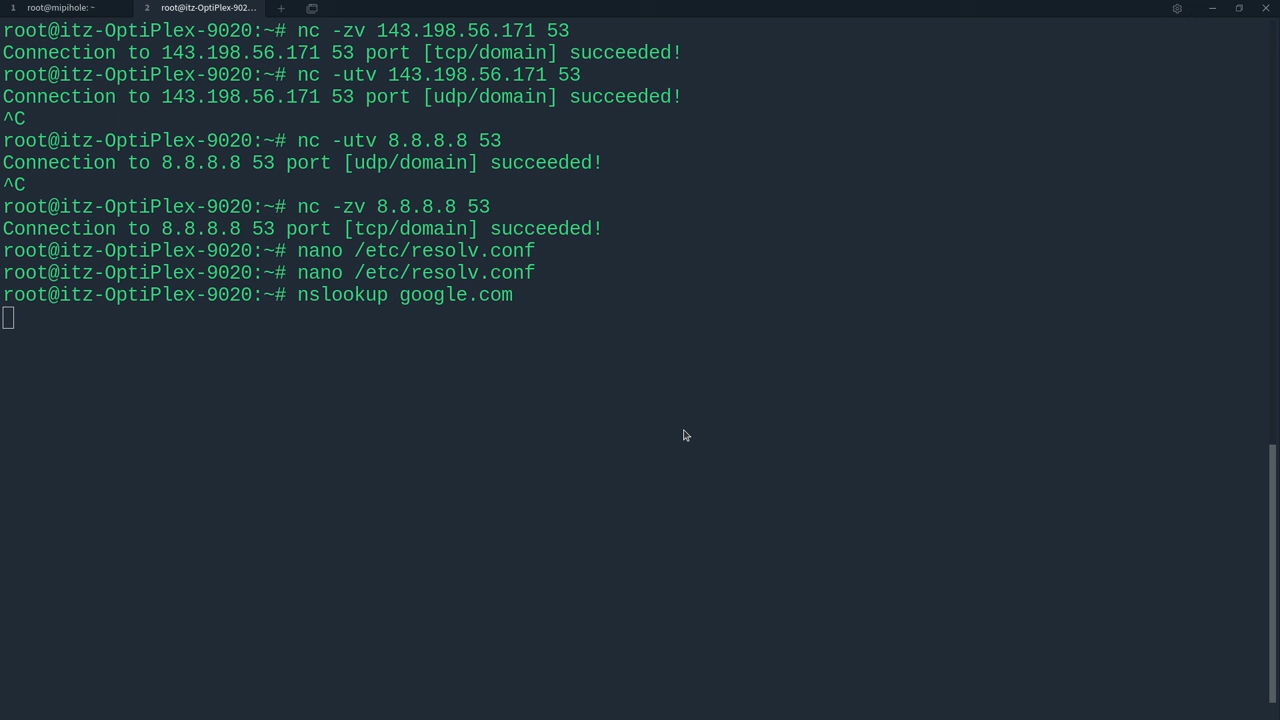 1 root@mipihole: ~ 2 root@itz-OptiPlex-902...
root@itz-OptiPlex-9020:~# nc -zv 143.198.56.171 53
Connection to 143.198.56.171 53 port [tcp/domain] succeeded!
root@itz-OptiPlex-9020:~# nc -utv 143.198.56.171 53
Connection to 143.198.56.171 53 port [udp/domain] succeeded!
^C
root@itz-OptiPlex-9020:~# nc -utv 8.8.8.8 53
Connection to 8.8.8.8 53 port [udp/domain] succeeded!
^C
root@itz-OptiPlex-9020:~# nc -zv 8.8.8.8 53
Connection to 8.8.8.8 53 port [tcp/domain] succeeded!
root@itz-OptiPlex-9020:~# nano /etc/resolv.conf
root@itz-OptiPlex-9020:~# nano /etc/resolv.conf
root@itz-OptiPlex-9020:~# nslookup google.com